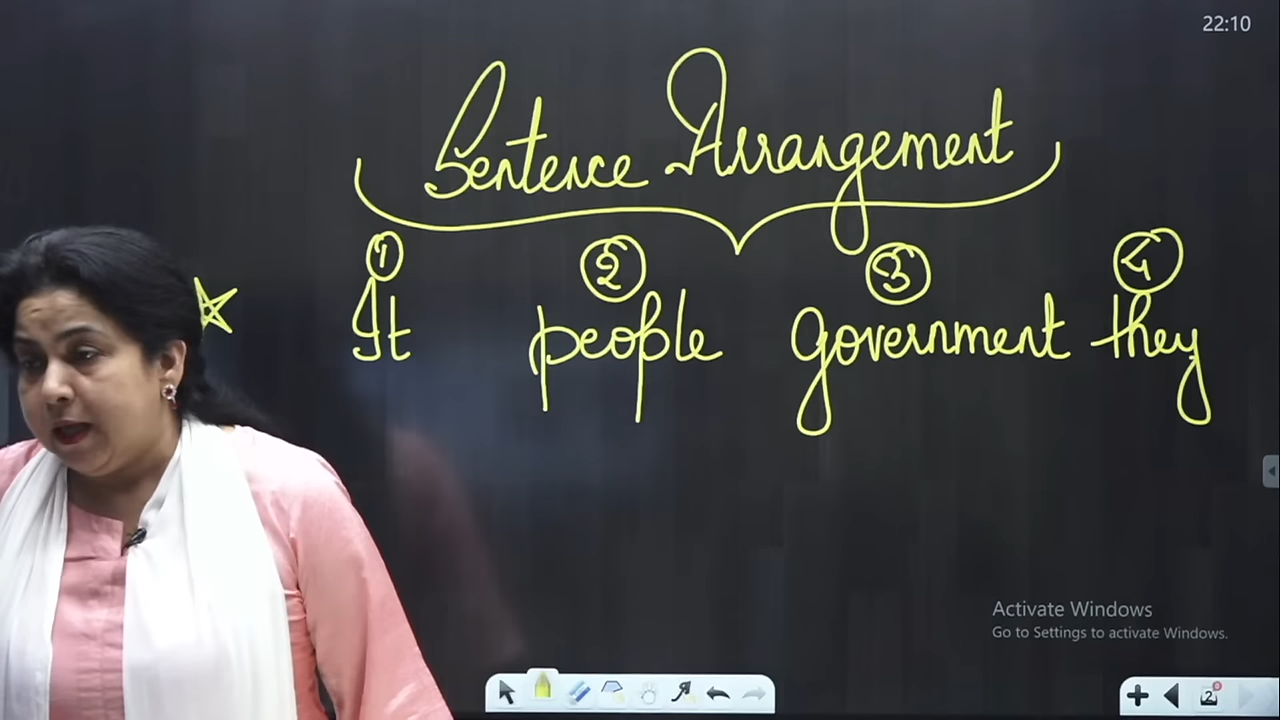 22:10
Sentence Arrangement
① ② ③ ④
It people government they
Activate Windows
Go to Settings to activate Windows.
2